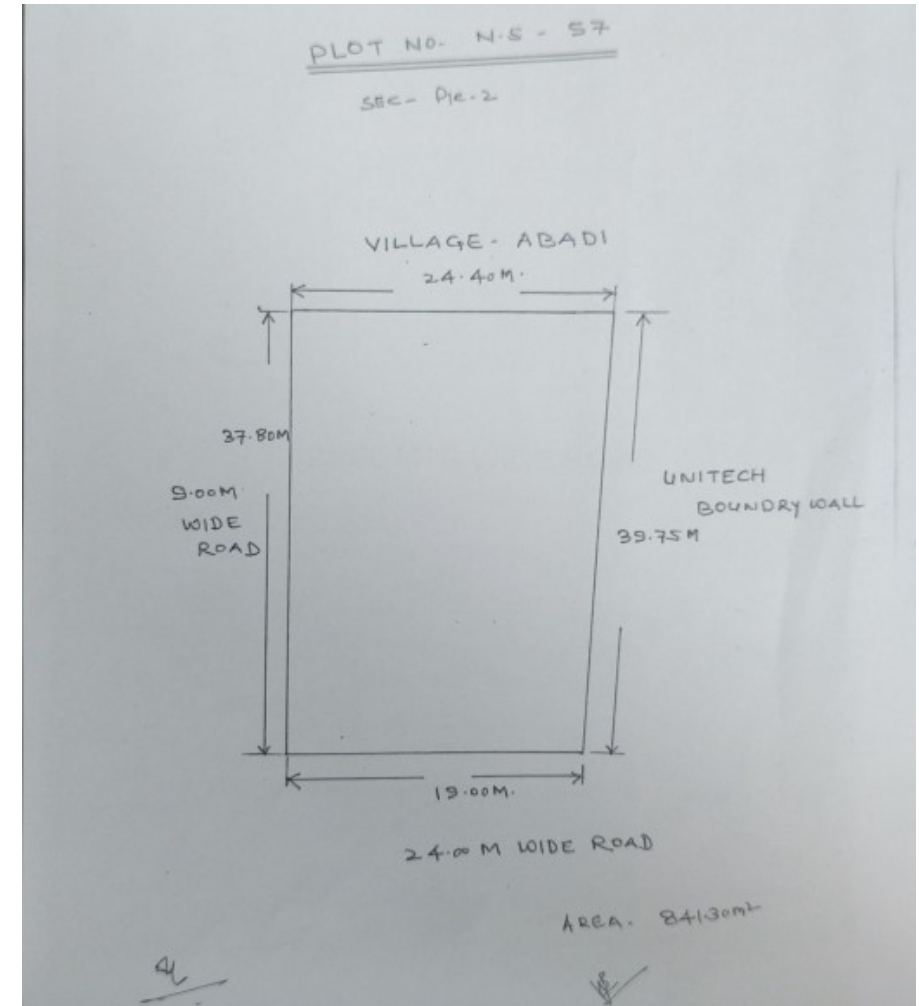 PLOT NO. N.S - 57
SEC- Pie-2
VILLAGE - ABADI
24.40M.
37.80M
9.00M
WIDE
ROAD
UNITECH
BOUNDRY WALL
39.75M
19.00M.
24.00 M WIDE ROAD
AREA. 841.30m²